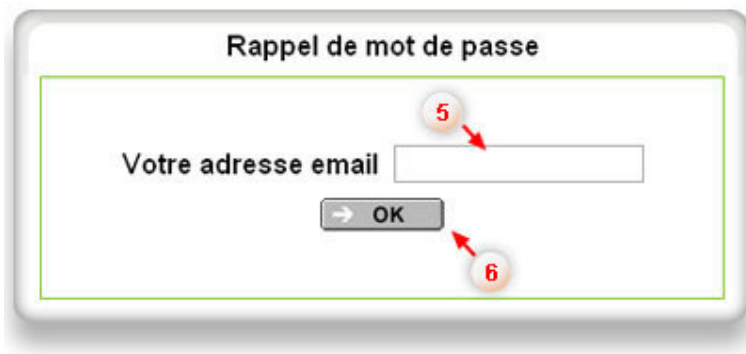 Rappel de mot de passe
5
Votre adresse email
OK
6